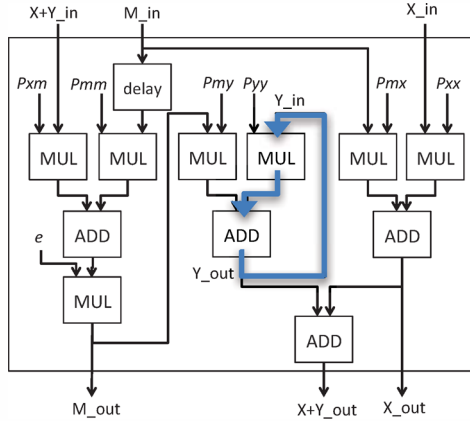 X+Y_in M_in X_in
Pxm Pmm delay Pmy Pyy Y_in Pmx Pxx
MUL MUL MUL MUL MUL MUL
e ADD ADD ADD
Y_out
MUL
ADD
M_out X+Y_out X_out